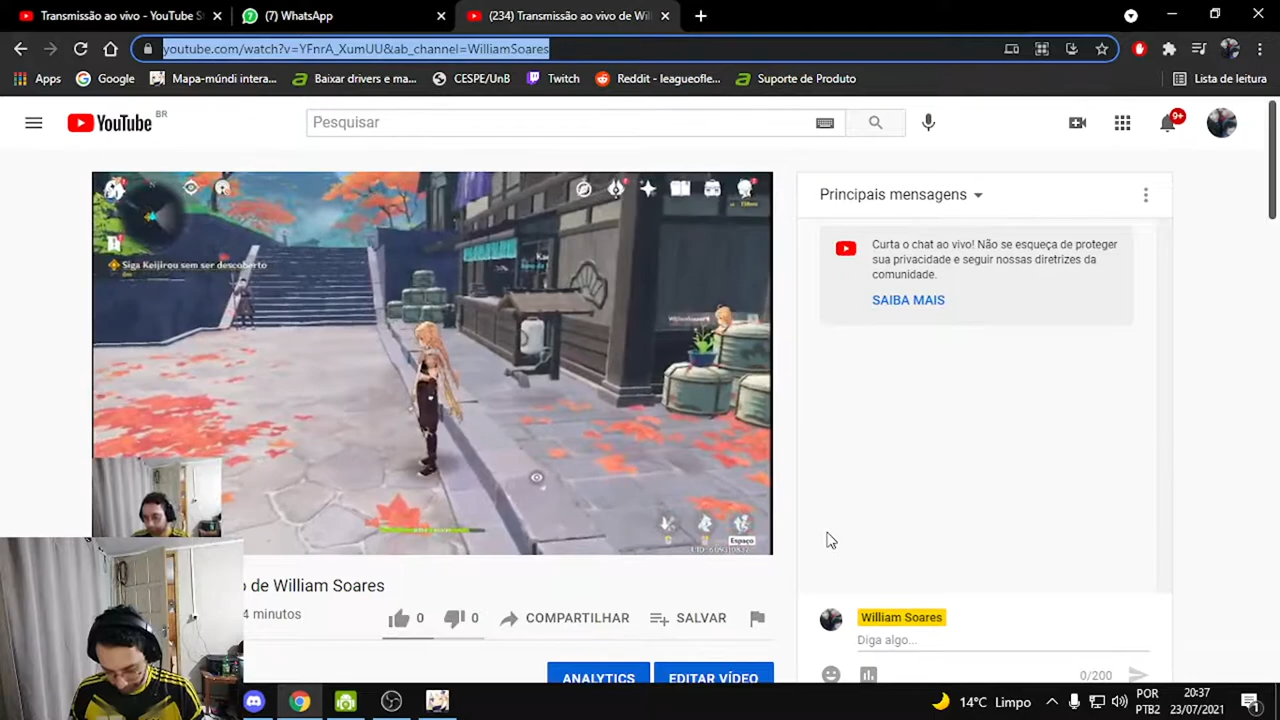 Transmissão ao vivo - YouTube S
(7) WhatsApp
(234) Transmissão ao vivo de Wil
youtube.com/watch?v=YFnrA_XumUU&ab_channel=WilliamSoares
Apps
Google
Mapa-múndi intera...
Baixar drivers e ma...
CESPE/UnB
Twitch
Reddit - leagueofle...
Suporte de Produto
Lista de leitura
YouTube BR
Pesquisar
9+
Principais mensagens
Curta o chat ao vivo! Não se esqueça de proteger
sua privacidade e seguir nossas diretrizes da
comunidade.
SAIBA MAIS
Siga Keijirou sem ser descoberto
Espaço
o de William Soares
4 minutos
0
0
COMPARTILHAR
SALVAR
ANALYTICS
EDITAR VÍDEO
William Soares
Diga algo...
0/200
14°C Limpo
POR
PTB2
20:37
23/07/2021
1